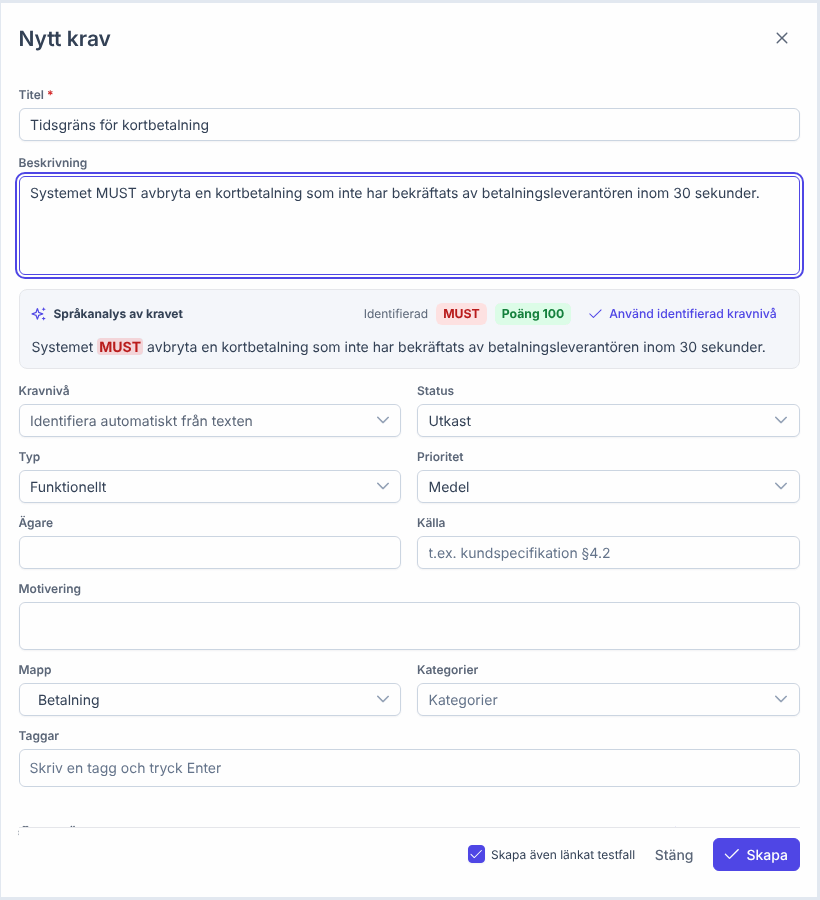 Nytt krav
Titel *
Tidsgräns för kortbetalning
Beskrivning
Systemet MUST avbryta en kortbetalning som inte har bekräftats av betalningsleverantören inom 30 sekunder.
Språkanalys av kravet Identifierad MUST Poäng 100 Använd identifierad kravnivå
Systemet MUST avbryta en kortbetalning som inte har bekräftats av betalningsleverantören inom 30 sekunder.
Kravnivå Status
Identifiera automatiskt från texten Utkast
Typ Prioritet
Funktionellt Medel
Ägare Källa
t.ex. kundspecifikation §4.2
Motivering
Mapp Kategorier
Betalning Kategorier
Taggar
Skriv en tagg och tryck Enter
Skapa även länkat testfall Stäng Skapa